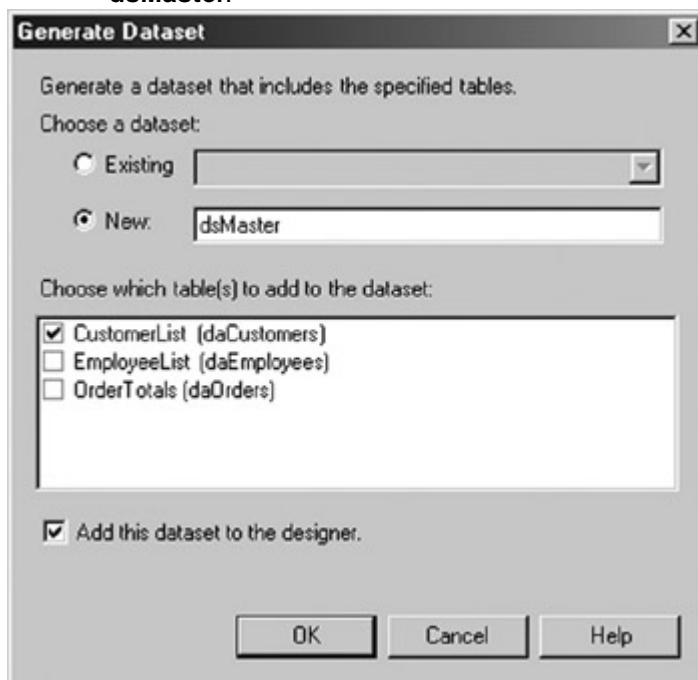 dsMaster.
Generate Dataset
Generate a dataset that includes the specified tables.
Choose a dataset:
Existing
New: dsMaster
Choose which table(s) to add to the dataset:
CustomerList (daCustomers)
EmployeeList (daEmployees)
OrderTotals (daOrders)
Add this dataset to the designer.
OK Cancel Help